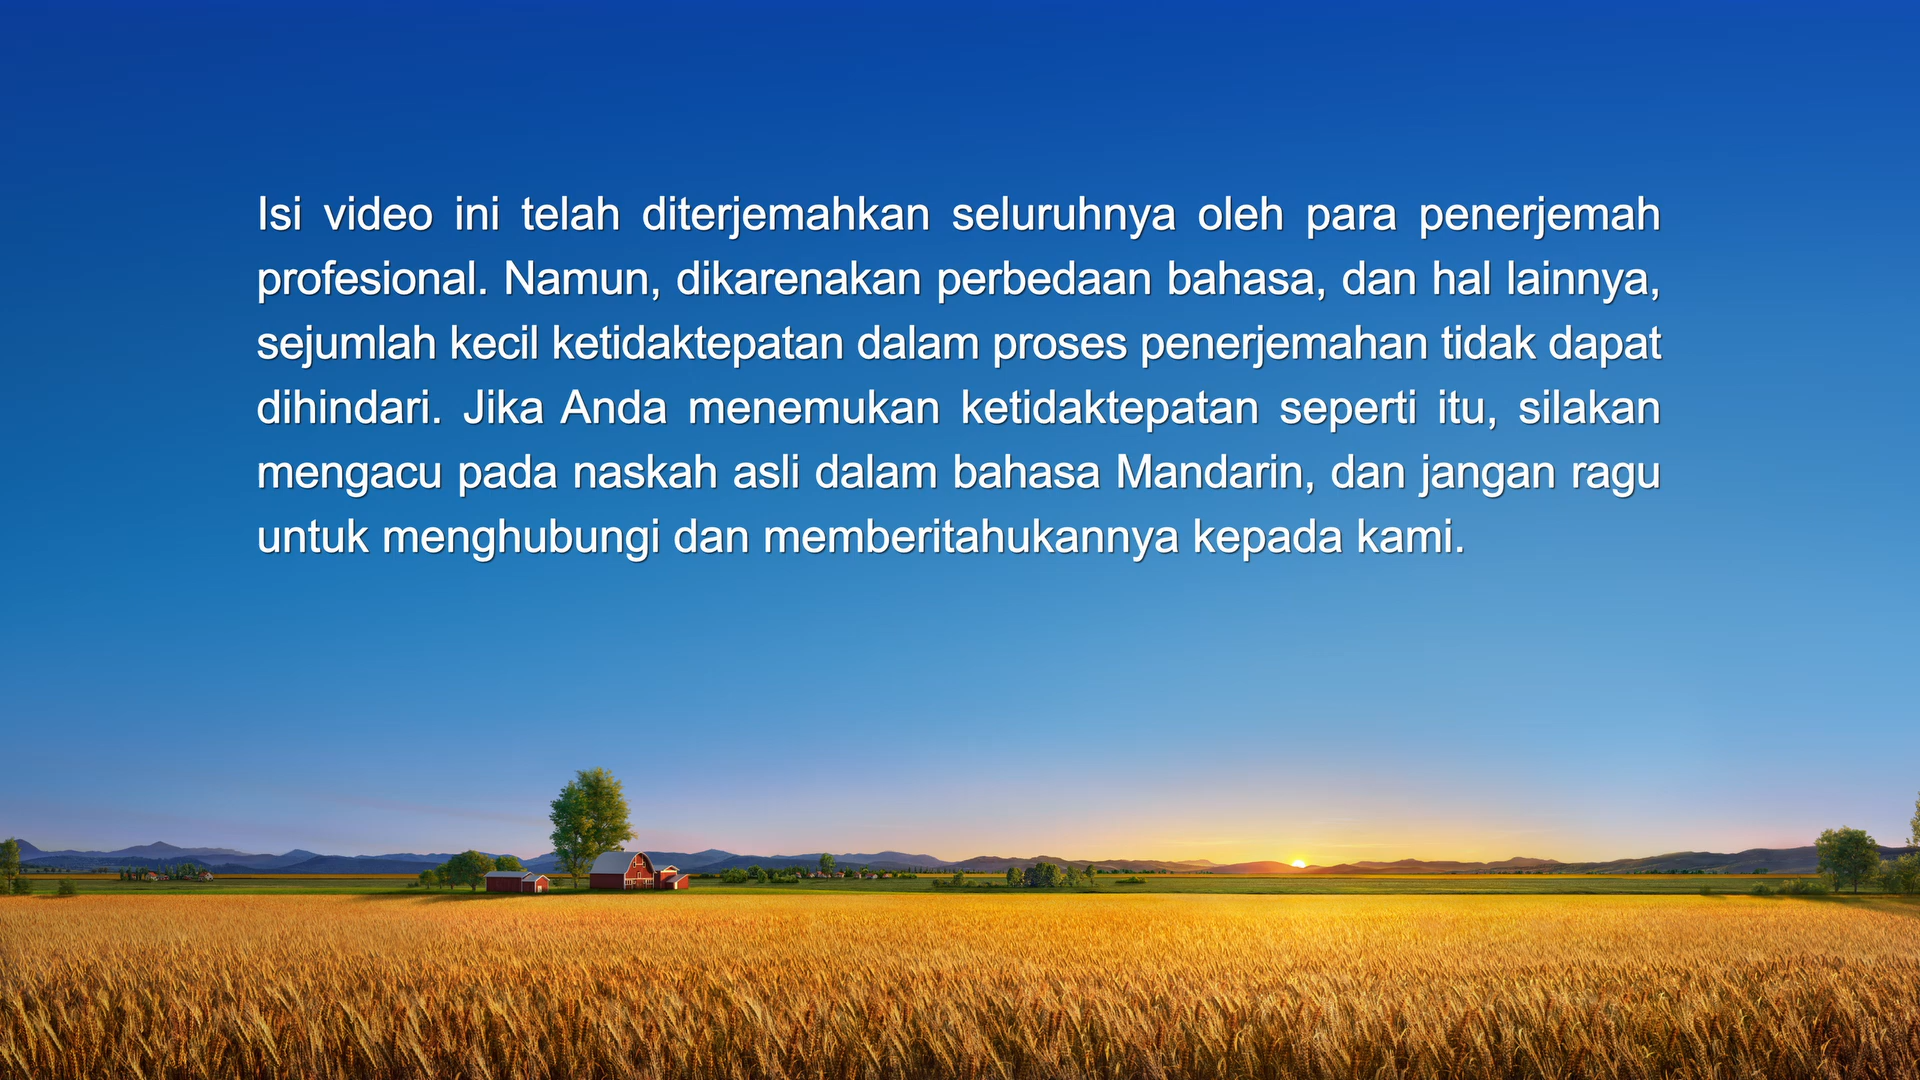 Isi video ini telah diterjemahkan seluruhnya oleh para penerjemah
profesional. Namun, dikarenakan perbedaan bahasa, dan hal lainnya,
sejumlah kecil ketidaktepatan dalam proses penerjemahan tidak dapat
dihindari. Jika Anda menemukan ketidaktepatan seperti itu, silakan
mengacu pada naskah asli dalam bahasa Mandarin, dan jangan ragu
untuk menghubungi dan memberitahukannya kepada kami.